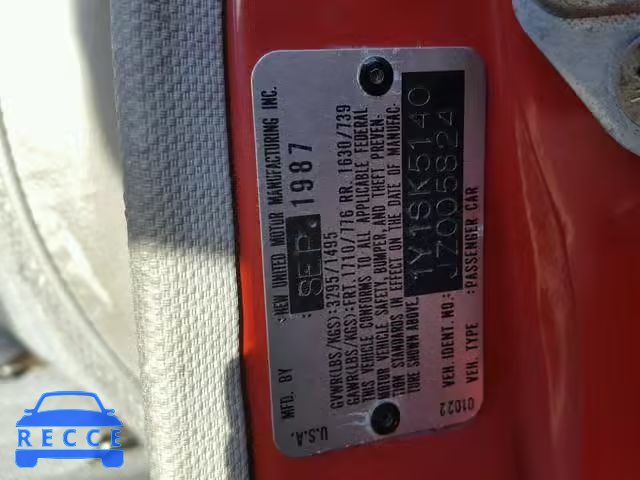 MFD. BY NEW UNITED MOTOR MANUFACTURING INC.
U.S.A. SEP. 1987
GVWR(LBS/KGS):3295/1495
GAWR(LBS/KGS):FRT.1710/776 RR. 1630/739
THIS VEHICLE CONFORMS TO ALL APPLICABLE FEDERAL
MOTOR VEHICLE SAFETY, BUMPER, AND THEFT PREVEN-
TION STANDARDS IN EFFECT ON THE DATE OF MANUFAC-
TURE SHOWN ABOVE.
VEH. IDENT. NO.: 1Y1SK5140
JZ005824
VEH. TYPE: PASSENGER CAR
01022
RECCE